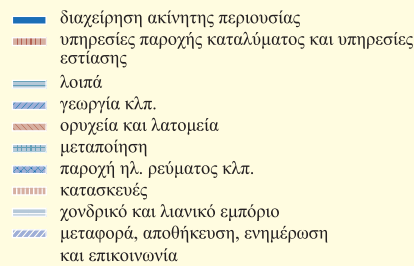 διαχείρηση ακίνητης περιουσίας
υπηρεσίες παροχής καταλύματος και υπηρεσίες
εστίασης
λοιπά
γεωργία κλπ.
ορυχεία και λατομεία
μεταποίηση
παροχή ηλ. ρεύματος κλπ.
κατασκευές
χονδρικό και λιανικό εμπόριο
μεταφορά, αποθήκευση, ενημέρωση
και επικοινωνία